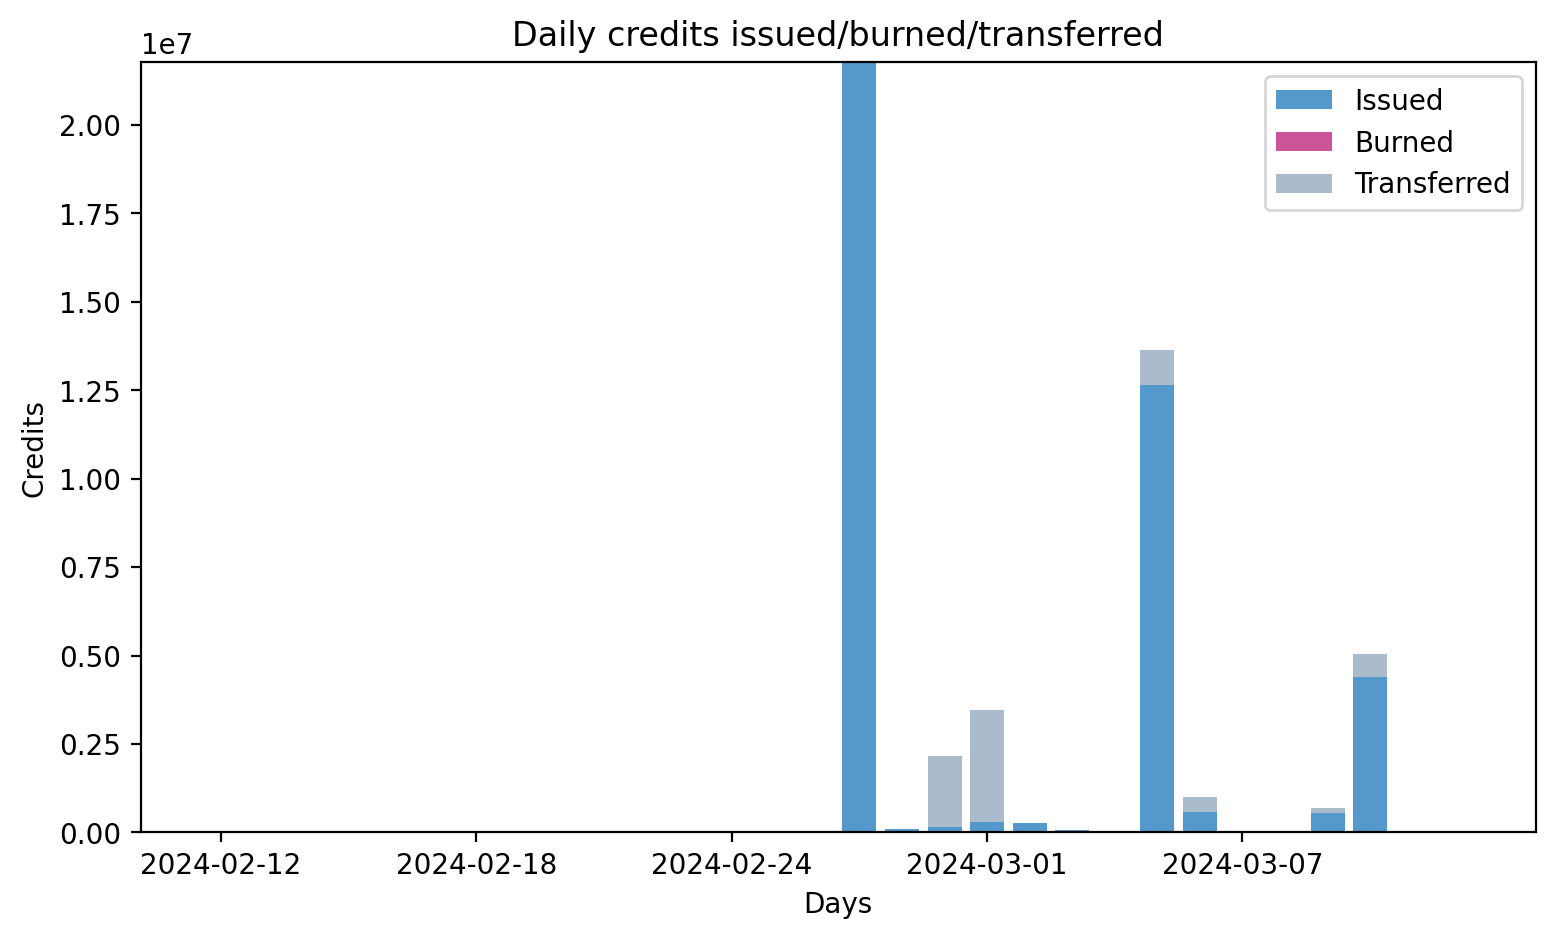 Daily credits issued/burned/transferred
1e7
Issued
Burned
Transferred
2.00
1.75
1.50
1.25
1.00
0.75
0.50
0.25
0.00
Credits
2024-02-12 2024-02-18 2024-02-24 2024-03-01 2024-03-07
Days